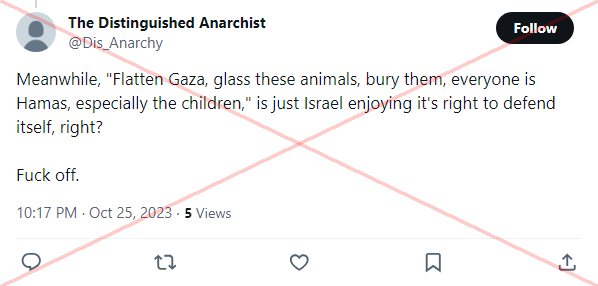 The Distinguished Anarchist
@Dis_Anarchy
Follow
Meanwhile, "Flatten Gaza, glass these animals, bury them, everyone is
Hamas, especially the children," is just Israel enjoying it's right to defend
itself, right?
Fuck off.
10:17 PM · Oct 25, 2023 · 5 Views